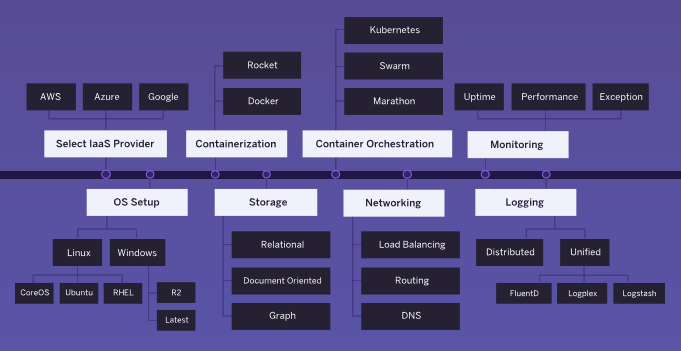 Kubernetes
Rocket
Swarm
AWS
Azure
Google
Docker
Marathon
Uptime
Performance
Exception
Select IaaS Provider
Containerization
Container Orchestration
Monitoring
OS Setup
Storage
Networking
Logging
Linux
Windows
Relational
Load Balancing
Distributed
Unified
CoreOS
Ubuntu
RHEL
R2
Document Oriented
Routing
FluentD
Logplex
Logstash
Latest
Graph
DNS